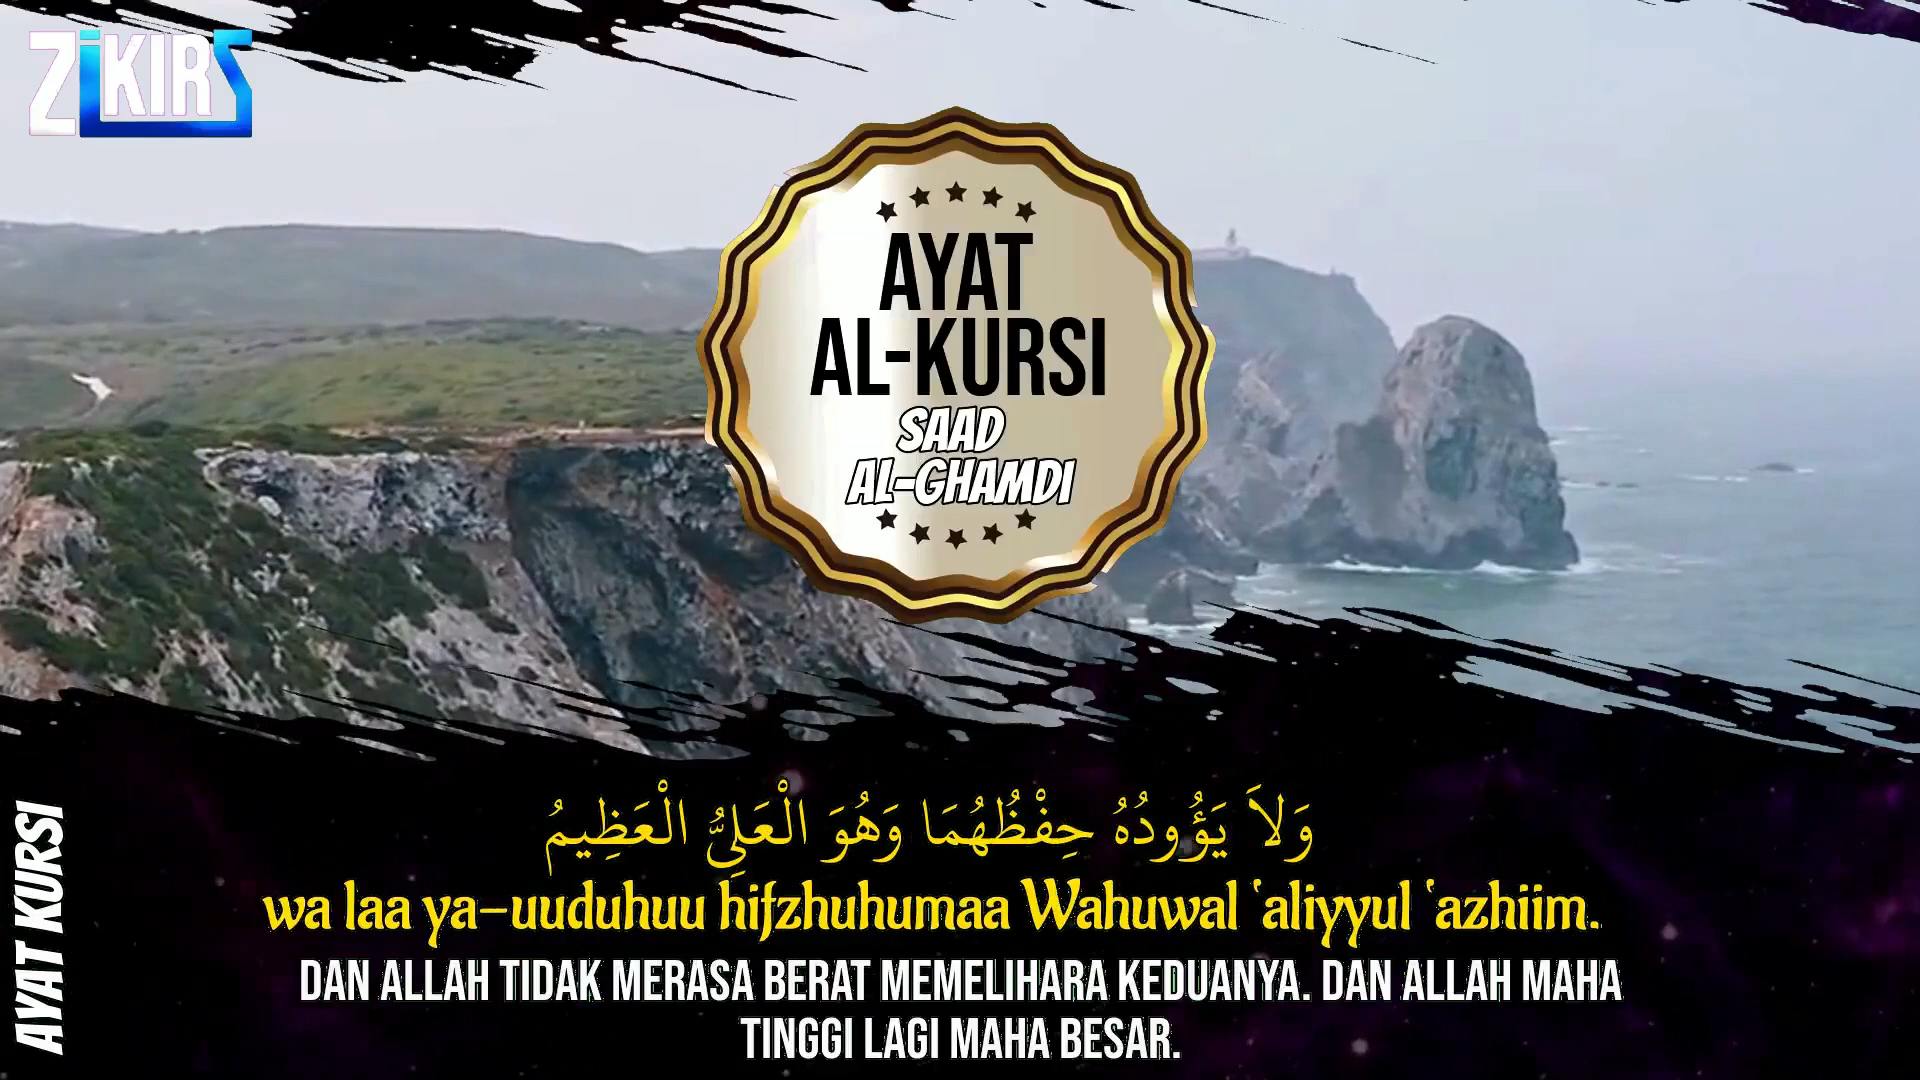 ZIKIRZ
AYAT
AL-KURSI
SAAD
AL-GHAMDI
وَلاَ يَؤُودُهُ حِفْظُهُمَا وَهُوَ الْعَلِيُّ الْعَظِيمُ
wa laa ya-uuduhuu hifzhuhumaa Wahuwal 'aliyyul 'azhiim.
DAN ALLAH TIDAK MERASA BERAT MEMELIHARA KEDUANYA. DAN ALLAH MAHA
TINGGI LAGI MAHA BESAR.
AYAT KURSI